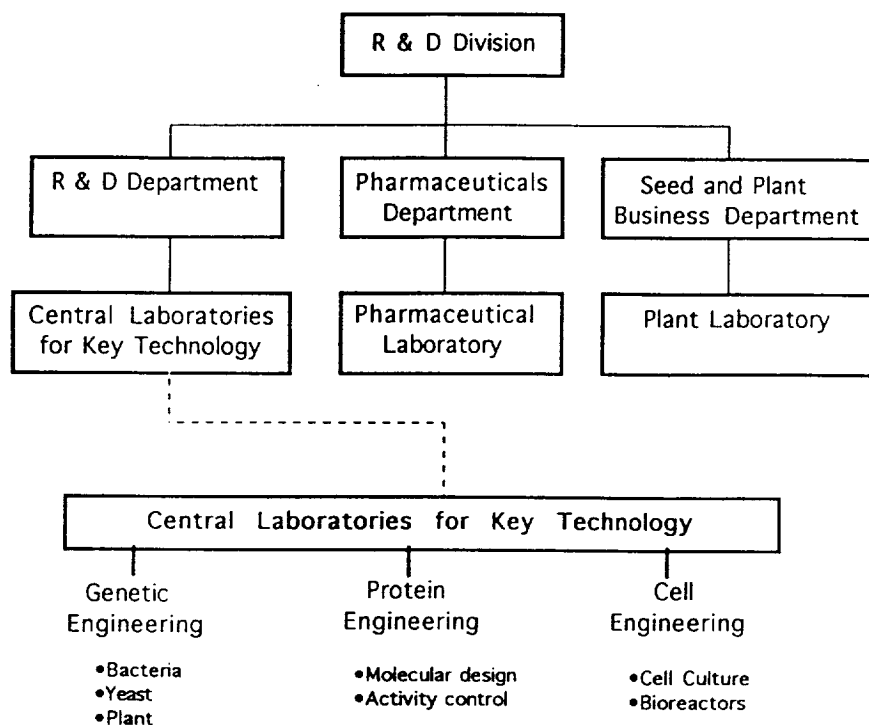 R & D Division
R & D Department
Pharmaceuticals
Department
Seed and Plant
Business Department
Central Laboratories
for Key Technology
Pharmaceutical
Laboratory
Plant Laboratory
Central Laboratories for Key Technology
Genetic
Engineering
•Bacteria
•Yeast
•Plant
Protein
Engineering
•Molecular design
•Activity control
Cell
Engineering
•Cell Culture
•Bioreactors